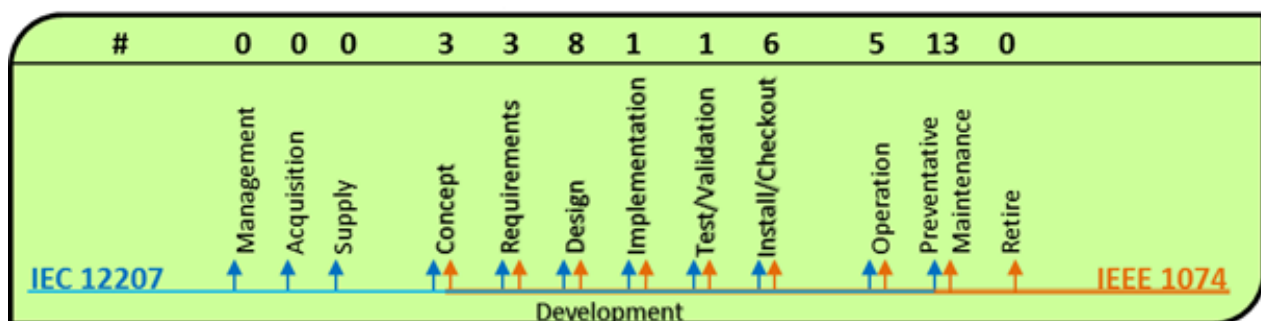 # 0 0 0 3 3 8 1 1 6 5 13 0
Management
Acquisition
Supply
Concept
Requirements
Design
Implementation
Test/Validation
Install/Checkout
Operation
Preventative
Maintenance
Retire
IEC 12207
IEEE 1074
Development